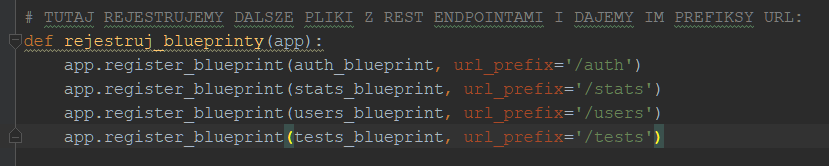 # TUTAJ REJESTRUJEMY DALSZE PLIKI Z REST ENDPOINTAMI I DAJEMY IM PREFIKSY URL:
def rejestruj_blueprinty(app):
    app.register_blueprint(auth_blueprint, url_prefix='/auth')
    app.register_blueprint(stats_blueprint, url_prefix='/stats')
    app.register_blueprint(users_blueprint, url_prefix='/users')
    app.register_blueprint(tests_blueprint, url_prefix='/tests')